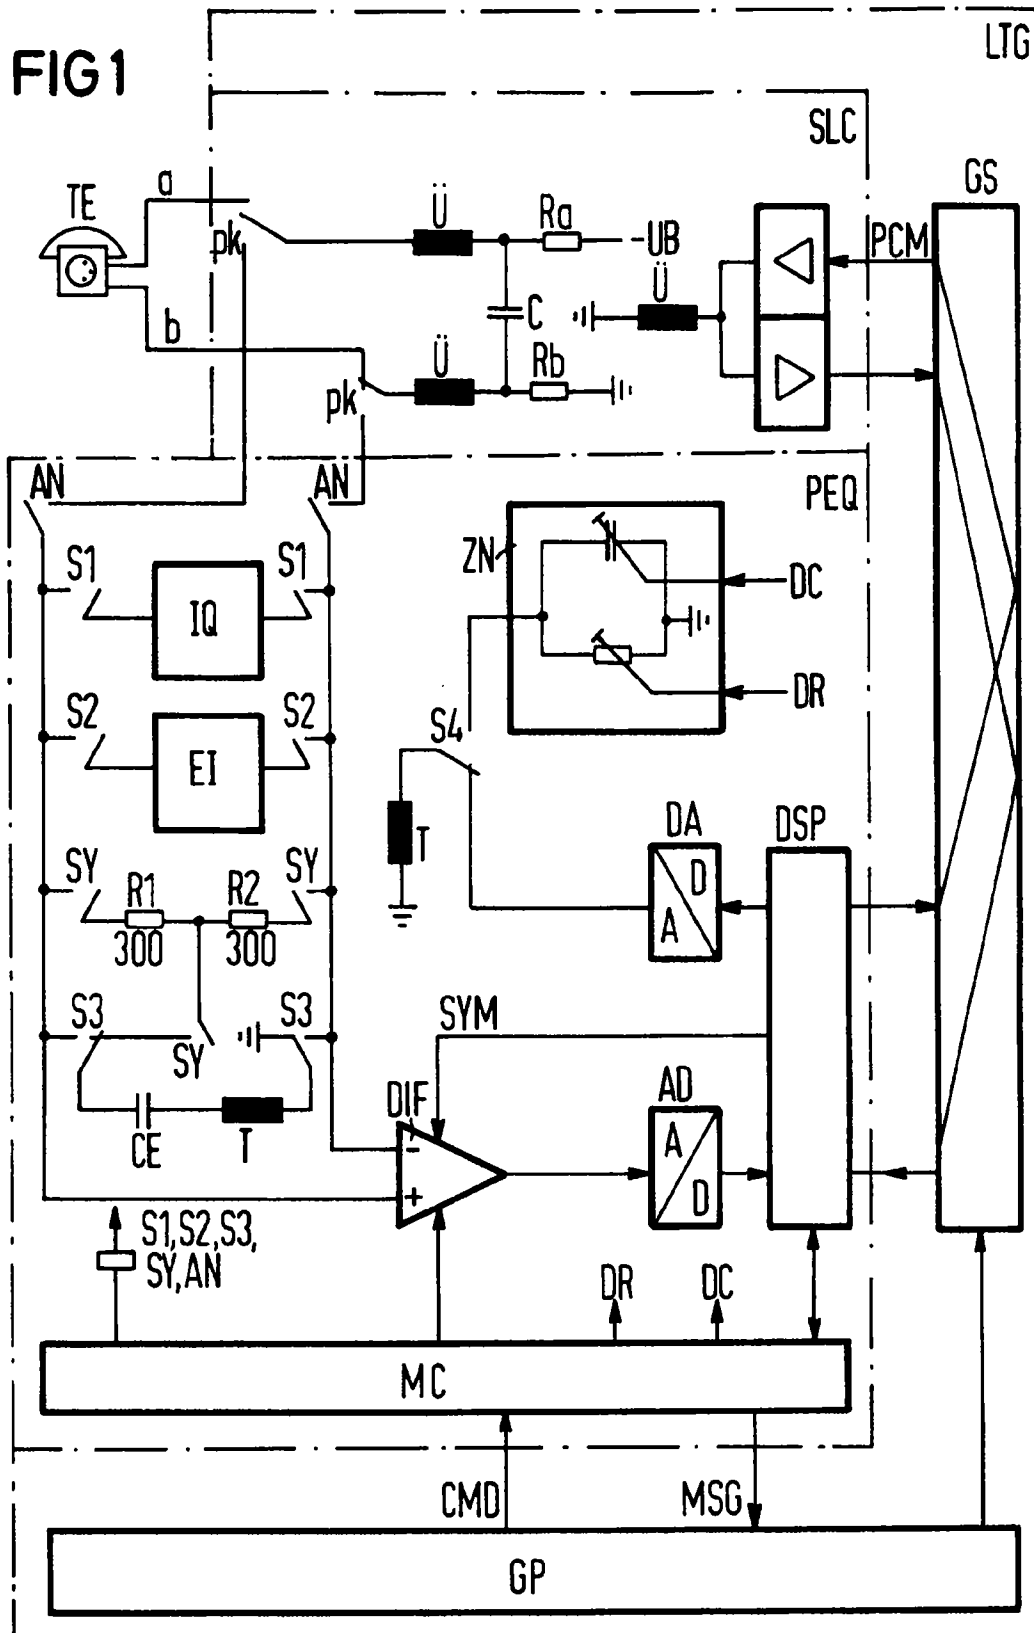 FIG1
LTG
SLC
GS
TE
a
pk
Ü
Ra
-UB
PCM
Ü
C
b
Ü
Rb
pk
AN
AN
PEQ
ZN
S1
S1
DC
IQ
DR
S2
S2
S4
EI
T
DA
DSP
D
A
SY
R1
R2
SY
300
300
S3
S3
SYM
SY
CE
T
DIF
-
+
AD
A
D
S1,S2,S3,
SY,AN
DR
DC
MC
CMD
MSG
GP